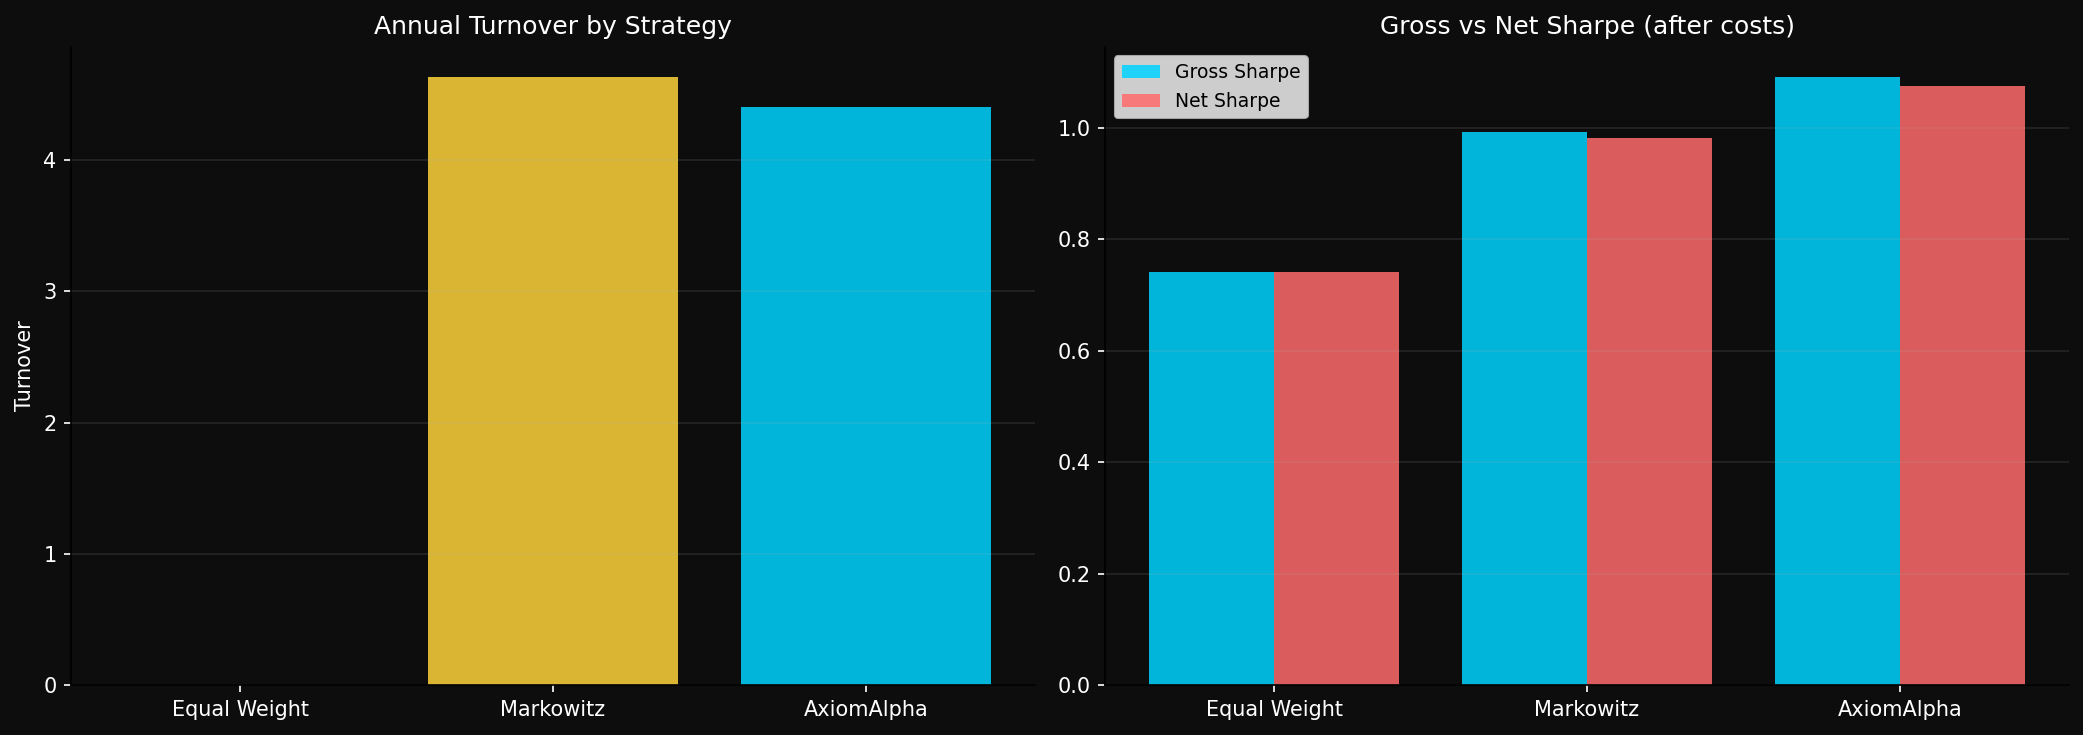 Annual Turnover by Strategy
Turnover
4
3
2
1
0
Equal Weight Markowitz AxiomAlpha
Gross vs Net Sharpe (after costs)
Gross Sharpe
Net Sharpe
1.0
0.8
0.6
0.4
0.2
0.0
Equal Weight Markowitz AxiomAlpha